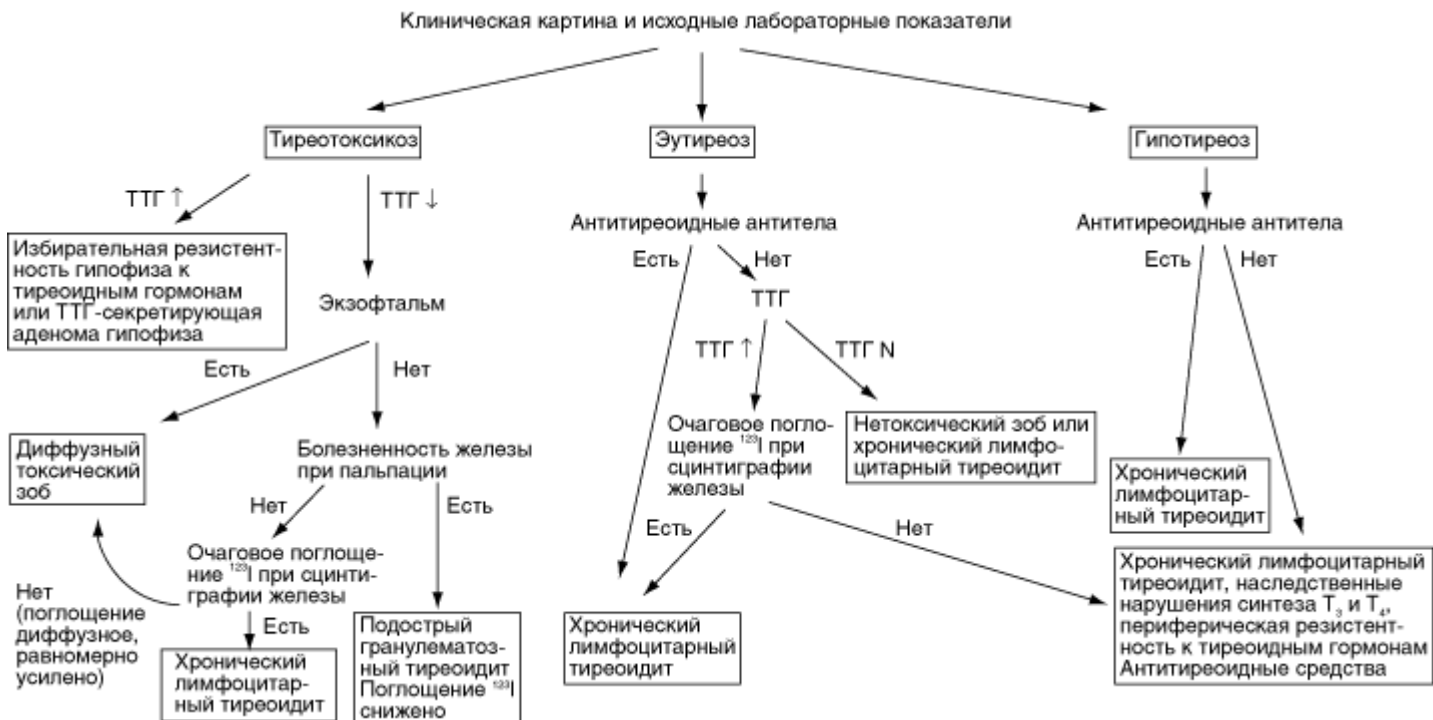 Клиническая картина и исходные лабораторные показатели
Тиреотоксикоз
Эутиреоз
Гипотиреоз
ТТГ ↑
ТТГ ↓
Избирательная резистент-
ность гипофиза к
тиреоидным гормонам
или ТТГ-секретирующая
аденома гипофиза
Экзофтальм
Есть
Нет
Диффузный
токсический
зоб
Болезненность железы
при пальпации
Нет
Есть
Очаговое поглоще-
ние ¹²³I при сцинти-
графии железы
Нет
(поглощение
диффузное,
равномерно
усилено)
Есть
Хронический
лимфоцитар-
ный тиреоидит
Подострый
гранулематоз-
ный тиреоидит
Поглощение ¹²³I
снижено
Антитиреоидные антитела
Есть
Нет
ТТГ
ТТГ ↑
ТТГ N
Очаговое погло-
щение ¹²³I при
сцинтиграфии
железы
Нетоксический зоб или
хронический лимфо-
цитарный тиреоидит
Есть
Нет
Хронический
лимфоцитарный
тиреоидит
Антитиреоидные антитела
Есть
Нет
Хронический
лимфоцитар-
ный тиреоидит
Хронический лимфоцитарный
тиреоидит, наследственные
нарушения синтеза T₃ и T₄,
периферическая резистент-
ность к тиреоидным гормонам
Антитиреоидные средства